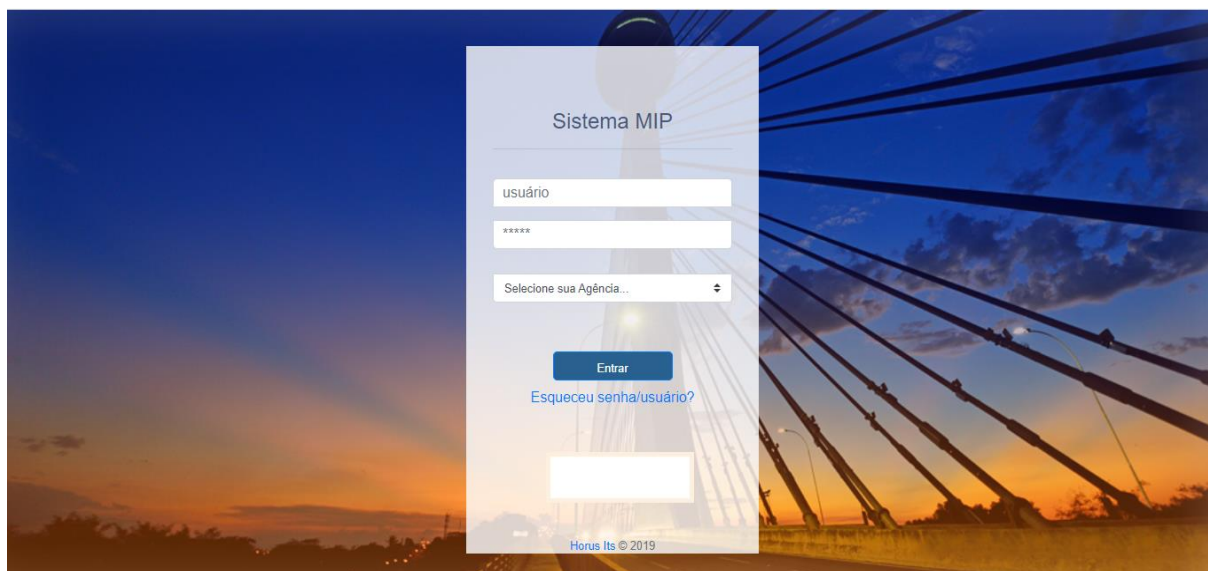 Sistema MIP
usuário
*****
Selecione sua Agência...
Entrar
Esqueceu senha/usuário?
Horus Its © 2019